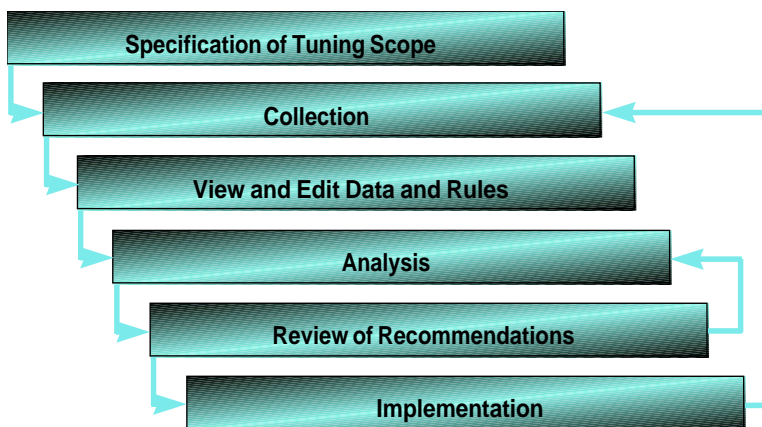 Specification of Tuning Scope
Collection
View and Edit Data and Rules
Analysis
Review of Recommendations
Implementation